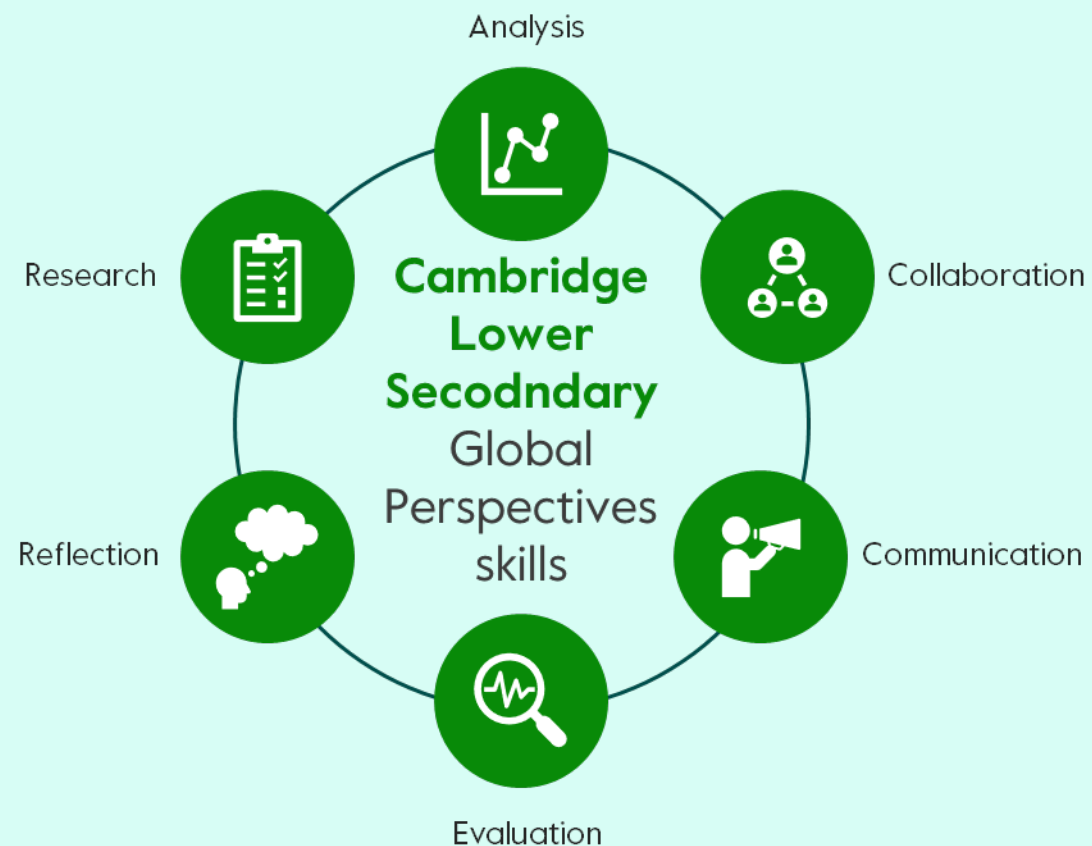 Analysis
Research
Collaboration
Cambridge
Lower
Secodndary
Global
Perspectives
skills
Reflection
Communication
Evaluation